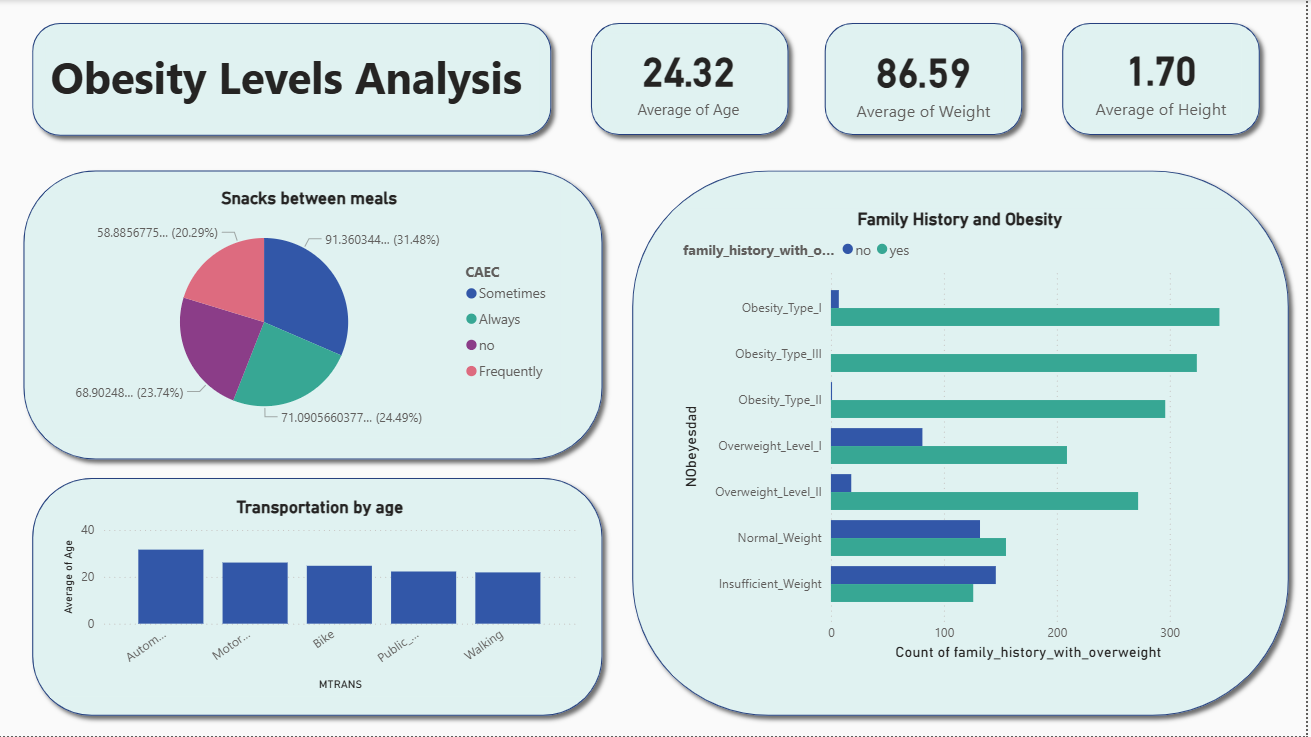 Obesity Levels Analysis
24.32
Average of Age
86.59
Average of Weight
1.70
Average of Height
Snacks between meals
58.8856775... (20.29%)
91.360344... (31.48%)
68.90248... (23.74%)
71.0905660377... (24.49%)
CAEC
Sometimes
Always
no
Frequently
Transportation by age
Average of Age
40
20
0
Autom...
Motor...
Bike
Public_...
Walking
MTRANS
Family History and Obesity
family_history_with_o... no yes
NObeyesdad
Obesity_Type_I
Obesity_Type_III
Obesity_Type_II
Overweight_Level_I
Overweight_Level_II
Normal_Weight
Insufficient_Weight
0 100 200 300
Count of family_history_with_overweight